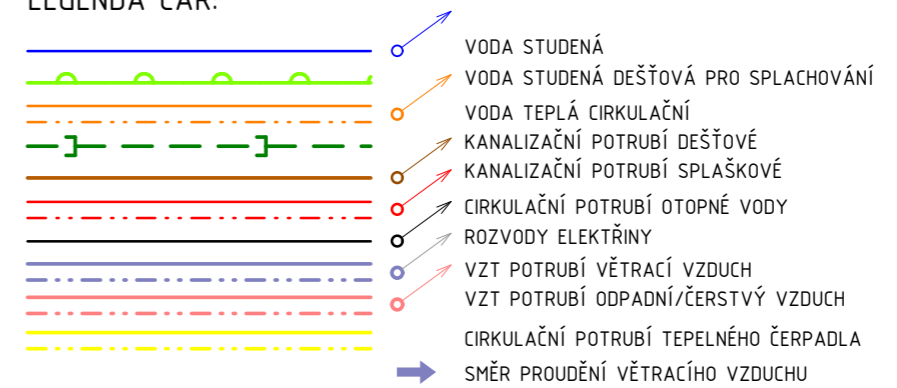 LEGENDA ČAR:
VODA STUDENÁ
VODA STUDENÁ DEŠŤOVÁ PRO SPLACHOVÁNÍ
VODA TEPLÁ CIRKULAČNÍ
KANALIZAČNÍ POTRUBÍ DEŠŤOVÉ
KANALIZAČNÍ POTRUBÍ SPLAŠKOVÉ
CIRKULAČNÍ POTRUBÍ OTOPNÉ VODY
ROZVODY ELEKTŘINY
VZT POTRUBÍ VĚTRACÍ VZDUCH
VZT POTRUBÍ ODPADNÍ/ČERSTVÝ VZDUCH
CIRKULAČNÍ POTRUBÍ TEPELNÉHO ČERPADLA
SMĚR PROUDĚNÍ VĚTRACÍHO VZDUCHU